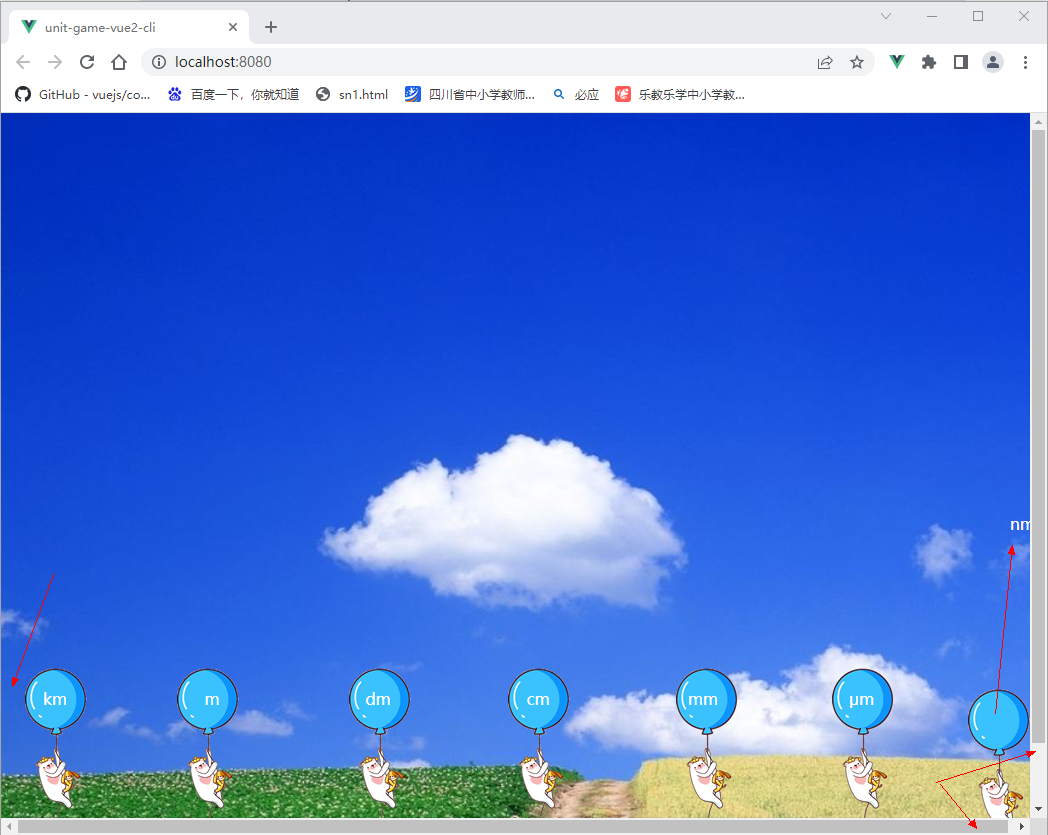 unit-game-vue2-cli
localhost:8080
GitHub - vuejs/co... 百度一下，你就知道 sn1.html 四川省中小学教师... 必应 乐教乐学中小学教...
nm
km m dm cm mm μm